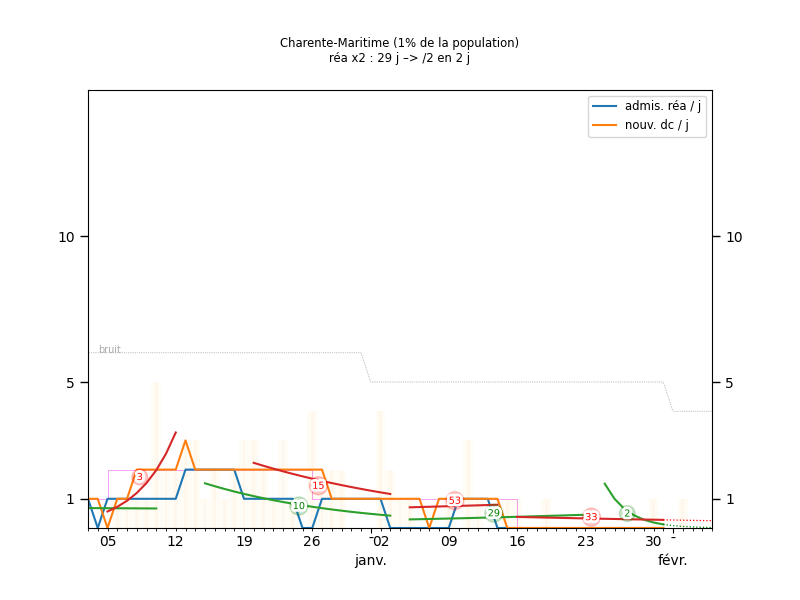 Charente-Maritime (1% de la population)
réa x2 : 29 j –> /2 en 2 j
admis. réa / j
nouv. dc / j
10 10
bruit
5 5
3
15
10
53
29
33
2
1 1
05 12 19 26 02 09 16 23 30
janv. févr.